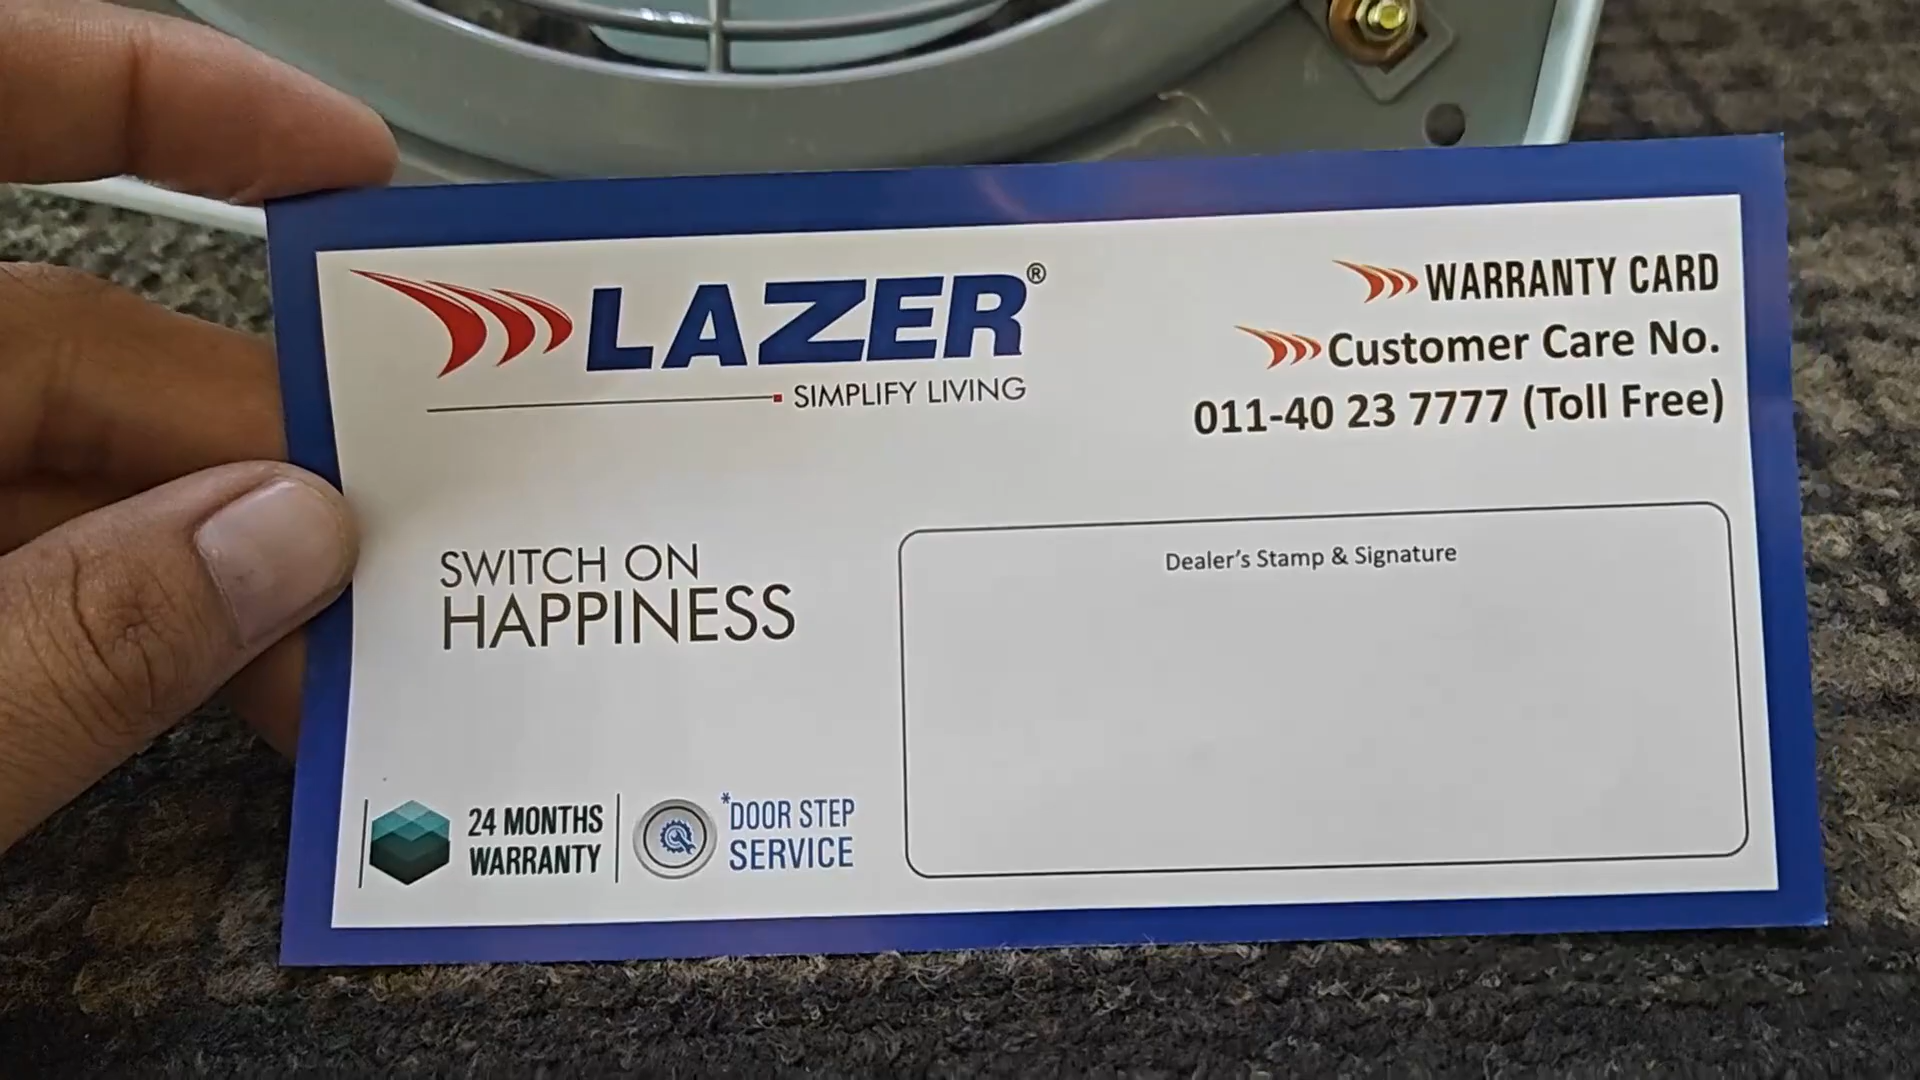 LAZER®
SIMPLIFY LIVING
WARRANTY CARD
Customer Care No.
011-40 23 7777 (Toll Free)
SWITCH ON
HAPPINESS
Dealer's Stamp & Signature
24 MONTHS
WARRANTY
*DOOR STEP
SERVICE